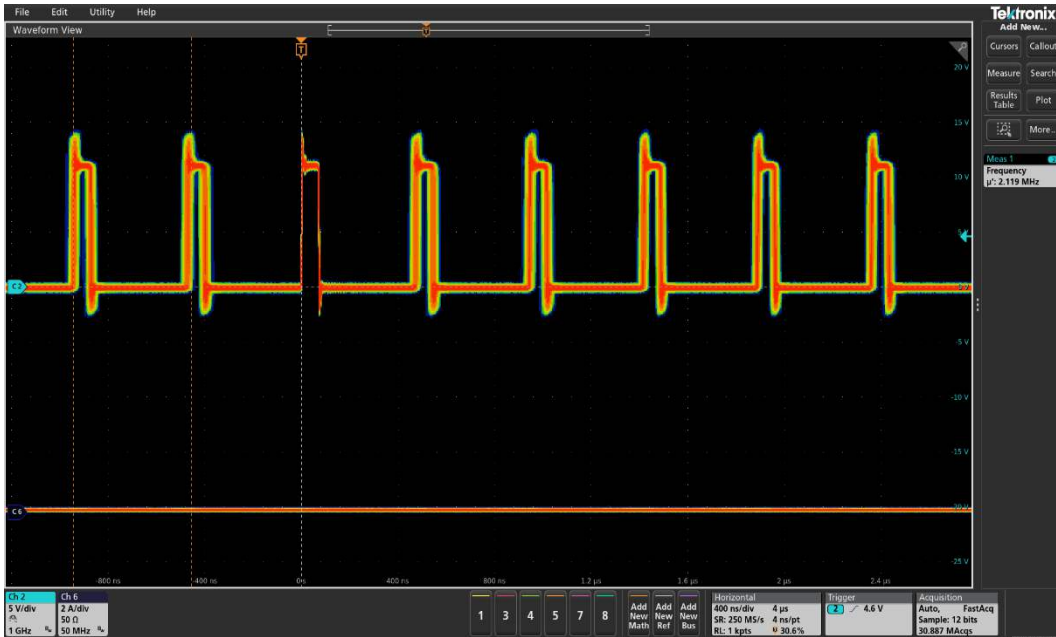 File Edit Utility Help
Tektronix
Waveform View
Add New...
Cursors Callout
Measure Search
Results Table Plot
More...
Meas 1 2
Frequency
µ': 2.119 MHz
T
T
20 V
15 V
10 V
C 2
-5 V
-10 V
-15 V
C 6
-20 V
-25 V
-800 ns -400 ns 0 s 400 ns 800 ns 1.2 µs 1.6 µs 2 µs 2.4 µs
Ch 2
5 V/div
1 GHz
Ch 6
2 A/div
50 Ω
50 MHz
1 3 4 5 7 8
Add New Math
Add New Ref
Add New Bus
Horizontal
400 ns/div 4 µs
SR: 250 MS/s 4 ns/pt
RL: 1 kpts 30.6%
Trigger
2 4.6 V
Acquisition
Auto, FastAcq
Sample: 12 bits
30.887 MAcqs